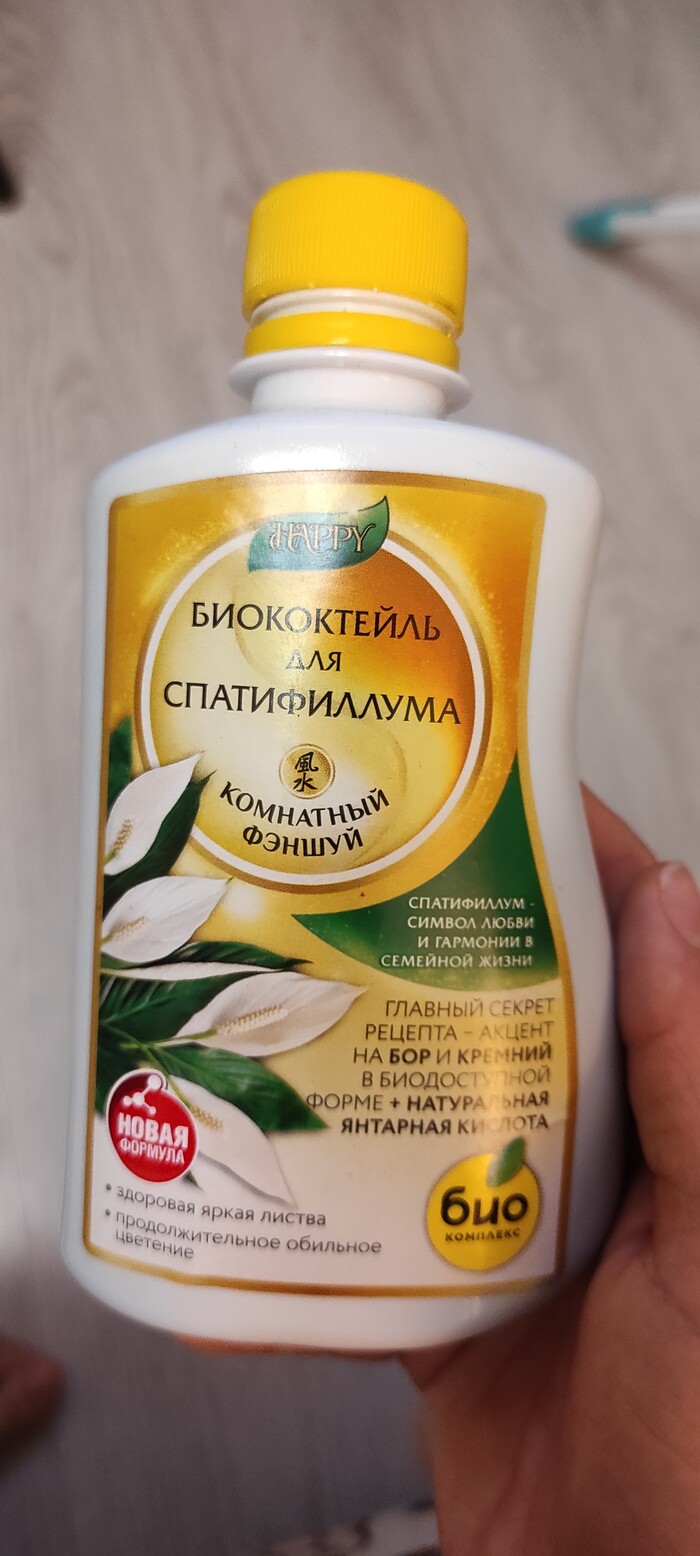 HAPPY
БИОКОКТЕЙЛЬ
ДЛЯ
СПАТИФИЛЛУМА
風
水
КОМНАТНЫЙ
ФЭНШУЙ
СПАТИФИЛЛУМ -
СИМВОЛ ЛЮБВИ
И ГАРМОНИИ В
СЕМЕЙНОЙ ЖИЗНИ
ГЛАВНЫЙ СЕКРЕТ
РЕЦЕПТА – АКЦЕНТ
НА БОР И КРЕМНИЙ
В БИОДОСТУПНОЙ
ФОРМЕ + НАТУРАЛЬНАЯ
ЯНТАРНАЯ КИСЛОТА
НОВАЯ
ФОРМУЛА
• здоровая яркая листва
• продолжительное обильное
цветение
био
КОМПЛЕКС